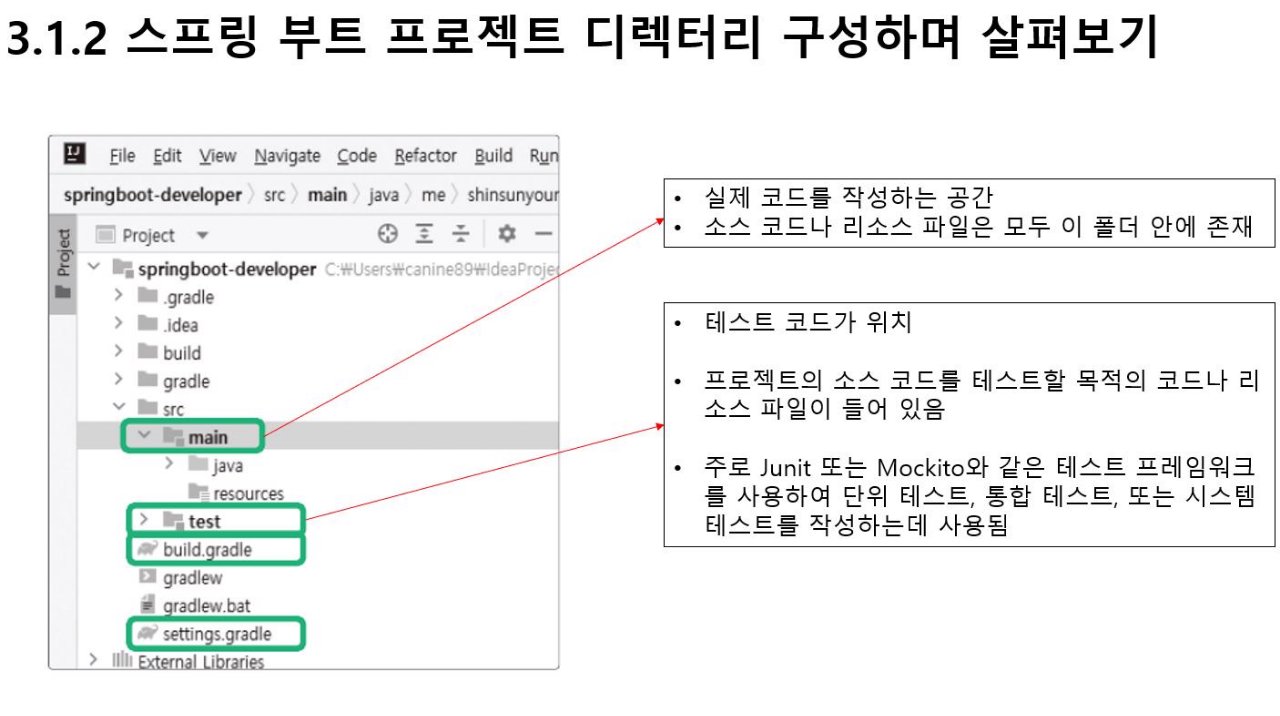 3.1.2 스프링 부트 프로젝트 디렉터리 구성하며 살펴보기
IJ
File Edit View Navigate Code Refactor Build Run
springboot-developer 〉 src 〉 main 〉 java 〉 me 〉 shinsunyour
Project
Project
springboot-developer C:₩Users₩canine89₩IdeaProjec
.gradle
.idea
build
gradle
src
main
java
resources
test
build.gradle
gradlew
gradlew.bat
settings.gradle
External Libraries
• 실제 코드를 작성하는 공간
• 소스 코드나 리소스 파일은 모두 이 폴더 안에 존재
• 테스트 코드가 위치
• 프로젝트의 소스 코드를 테스트할 목적의 코드나 리
소스 파일이 들어 있음
• 주로 Junit 또는 Mockito와 같은 테스트 프레임워크
를 사용하여 단위 테스트, 통합 테스트, 또는 시스템
테스트를 작성하는데 사용됨